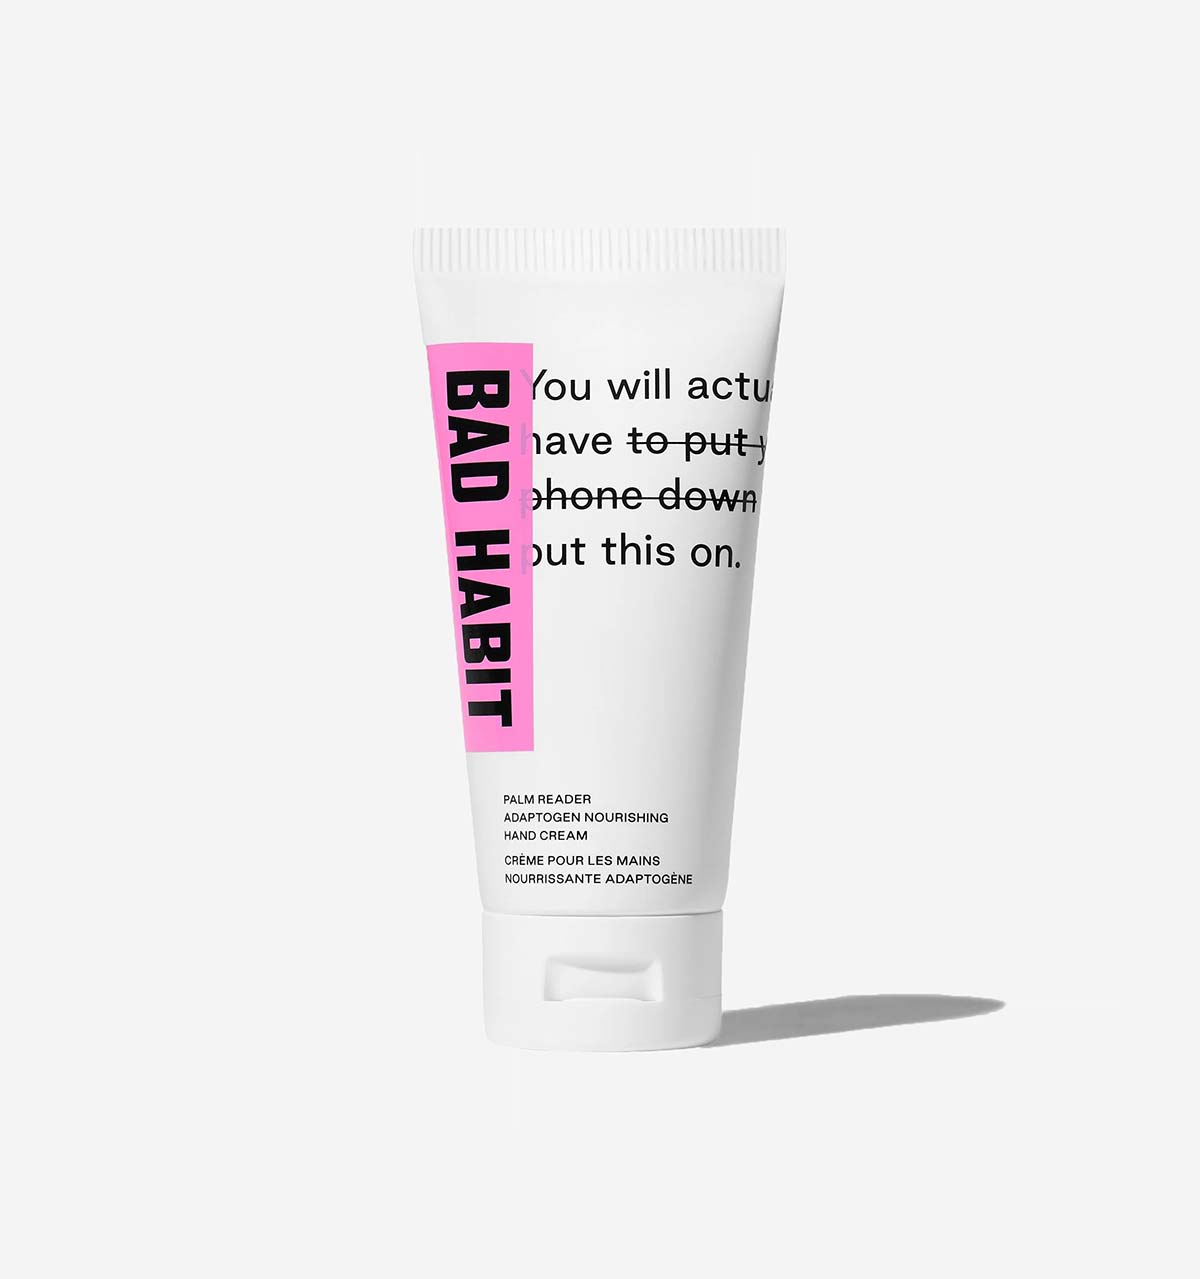 BAD HABIT
You will actua
have to put y
phone down
put this on.
PALM READER
ADAPTOGEN NOURISHING
HAND CREAM
CRÈME POUR LES MAINS
NOURRISSANTE ADAPTOGÈNE